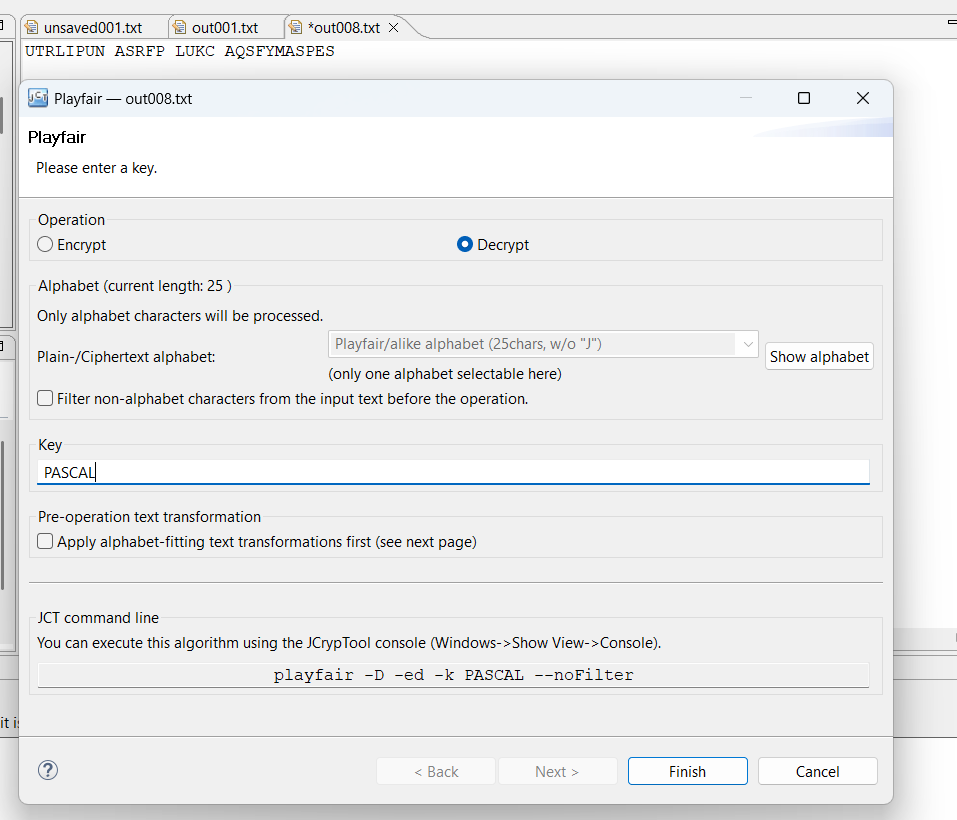 unsaved001.txt out001.txt *out008.txt
UTRLIPUN ASRFP LUKC AQSFYMASPES
JCT Playfair — out008.txt
Playfair
Please enter a key.
Operation
Encrypt Decrypt
Alphabet (current length: 25 )
Only alphabet characters will be processed.
Plain-/Ciphertext alphabet: Playfair/alike alphabet (25chars, w/o "J") Show alphabet
(only one alphabet selectable here)
Filter non-alphabet characters from the input text before the operation.
Key
PASCAL
Pre-operation text transformation
Apply alphabet-fitting text transformations first (see next page)
JCT command line
You can execute this algorithm using the JCrypTool console (Windows->Show View->Console).
playfair -D -ed -k PASCAL --noFilter
it is
? < Back Next > Finish Cancel